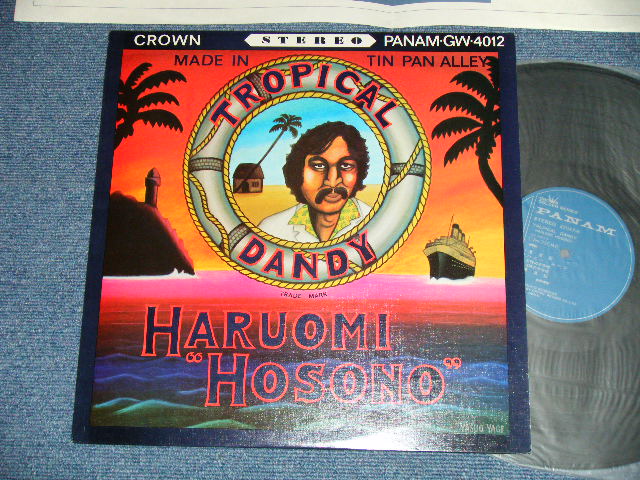 CROWN STEREO PANAM·GW·4012
MADE IN TIN PAN ALLEY
TROPICAL
DANDY
TRADE MARK
HARUOMI
"HOSONO"
PANAM